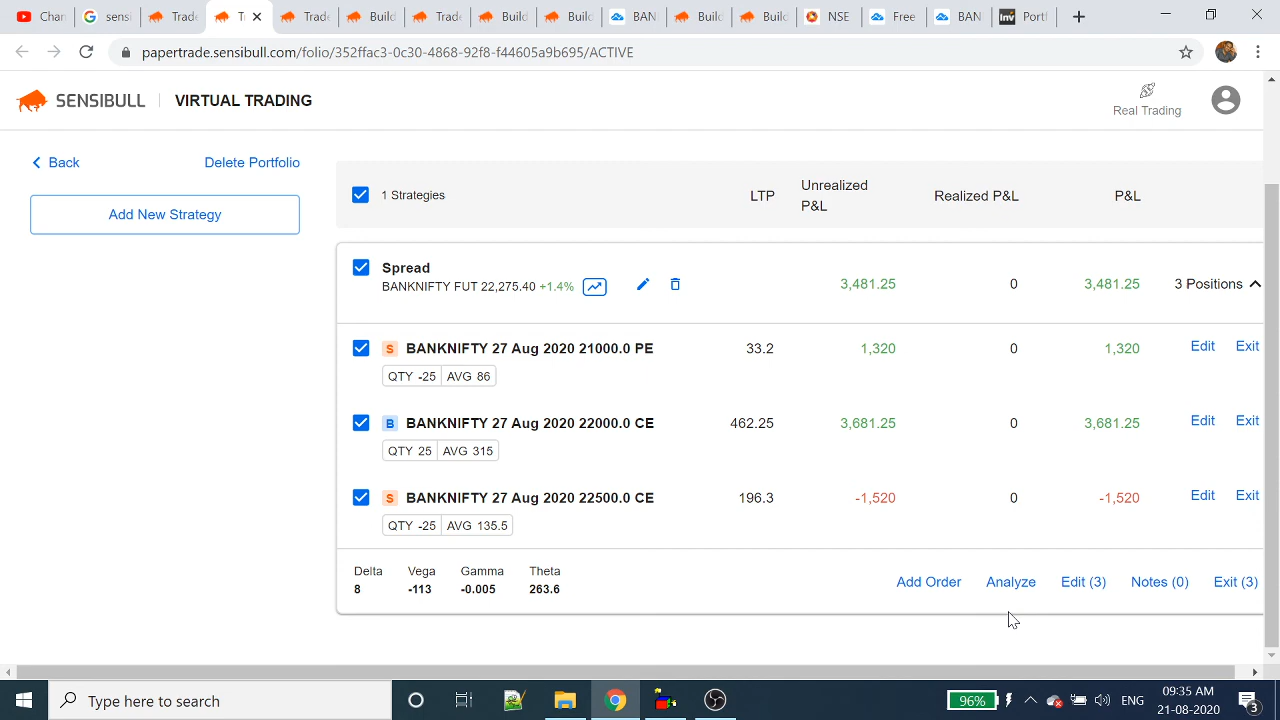 Chan
sensi
Trade
Tr
Trade
Build
Trade
Build
Build
BAN
Build
Build
NSE
Free
BAN
Inv
Portf
papertrade.sensibull.com/folio/352ffac3-0c30-4868-92f8-f44605a9b695/ACTIVE
SENSIBULL
VIRTUAL TRADING
Real Trading
Back
Delete Portfolio
Add New Strategy
1 Strategies
LTP
Unrealized
P&L
Realized P&L
P&L
Spread
BANKNIFTY FUT 22,275.40 +1.4%
3,481.25
0
3,481.25
3 Positions
S BANKNIFTY 27 Aug 2020 21000.0 PE
33.2
1,320
0
1,320
Edit
Exit
QTY -25
AVG 86
B BANKNIFTY 27 Aug 2020 22000.0 CE
462.25
3,681.25
0
3,681.25
Edit
Exit
QTY 25
AVG 315
S BANKNIFTY 27 Aug 2020 22500.0 CE
196.3
-1,520
0
-1,520
Edit
Exit
QTY -25
AVG 135.5
Delta
Vega
Gamma
Theta
8
-113
-0.005
263.6
Add Order
Analyze
Edit (3)
Notes (0)
Exit (3)
Type here to search
96%
ENG
09:35 AM
21-08-2020
3